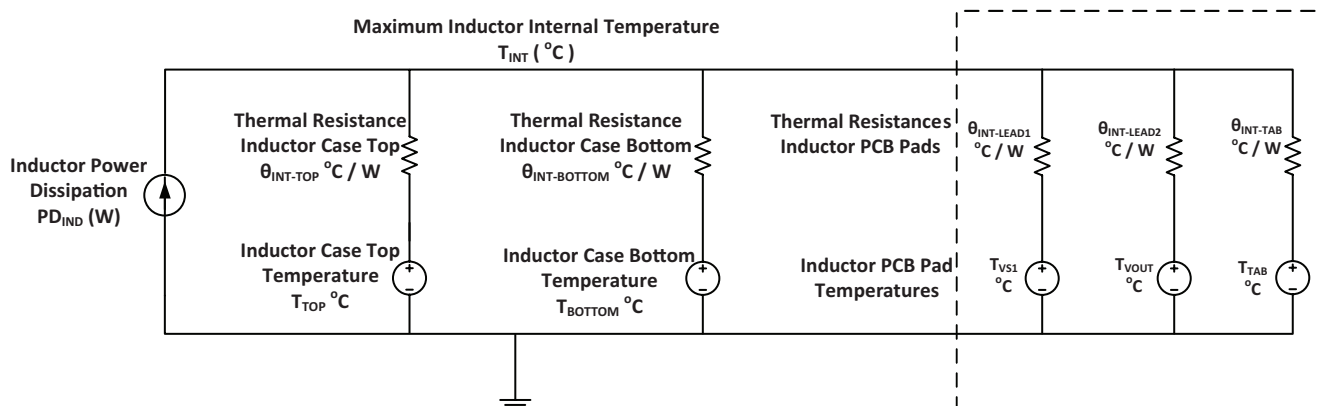 Maximum Inductor Internal Temperature
T_INT ( °C )
Thermal Resistance
Inductor Case Top
θ_INT-TOP °C / W
Thermal Resistance
Inductor Case Bottom
θ_INT-BOTTOM °C / W
Thermal Resistances
Inductor PCB Pads
θ_INT-LEAD1
°C / W
θ_INT-LEAD2
°C / W
θ_INT-TAB
°C / W
Inductor Power
Dissipation
PD_IND (W)
Inductor Case Top
Temperature
T_TOP °C
Inductor Case Bottom
Temperature
T_BOTTOM °C
Inductor PCB Pad
Temperatures
T_VS1
°C
T_VOUT
°C
T_TAB
°C